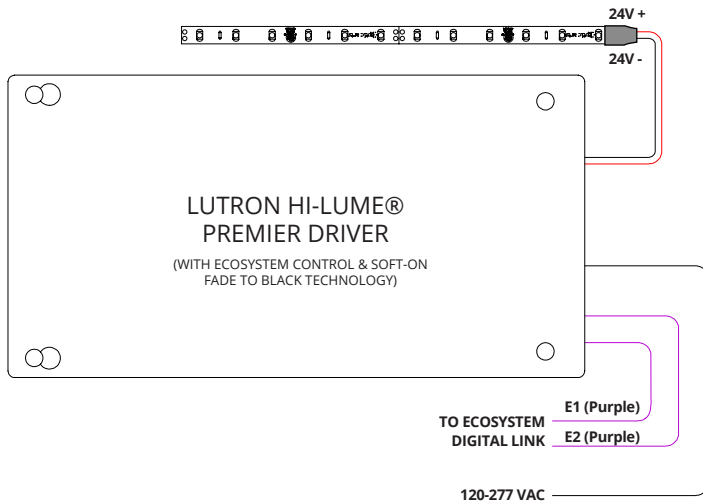 24V +
24V -
LUTRON HI-LUME®
PREMIER DRIVER
(WITH ECOSYSTEM CONTROL & SOFT-ON
FADE TO BLACK TECHNOLOGY)
E1 (Purple)
TO ECOSYSTEM
DIGITAL LINK
E2 (Purple)
120-277 VAC